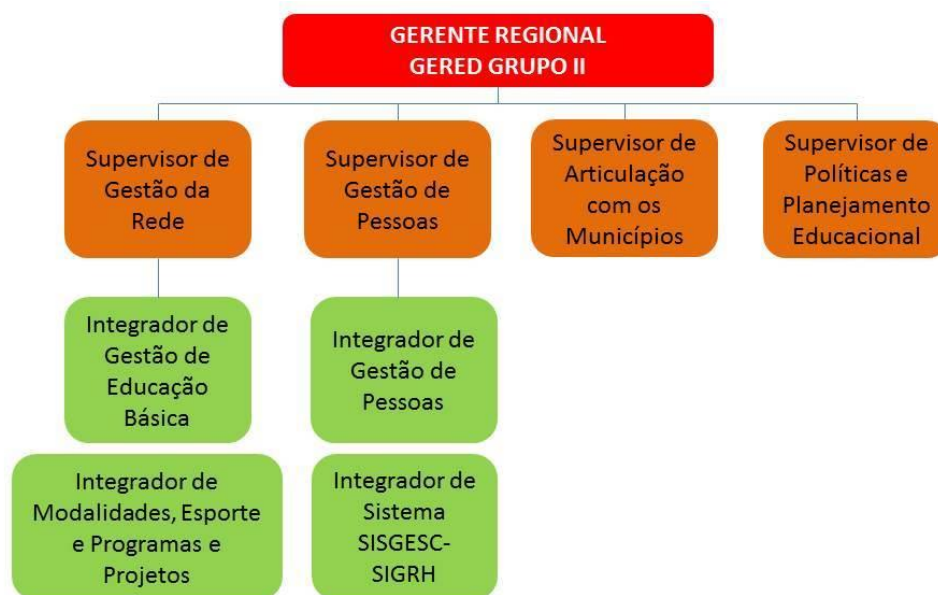 GERENTE REGIONAL
GERED GRUPO II
Supervisor de
Gestão da
Rede
Supervisor de
Gestão de
Pessoas
Supervisor de
Articulação
com os
Municípios
Supervisor de
Políticas e
Planejamento
Educacional
Integrador de
Gestão de
Educação
Básica
Integrador de
Gestão de
Pessoas
Integrador de
Modalidades, Esporte
e Programas e
Projetos
Integrador de
Sistema
SISGESC-
SIGRH